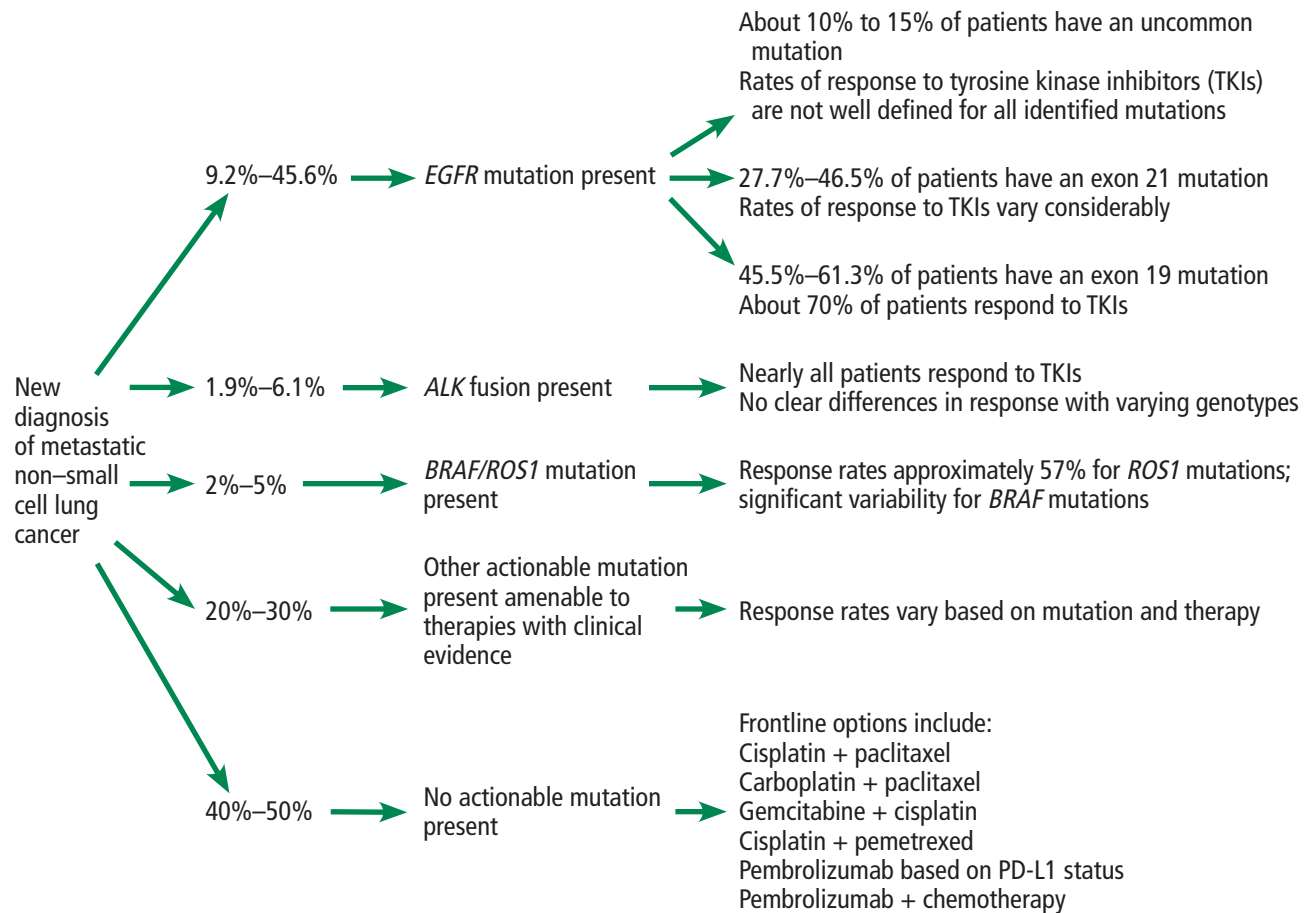 New
diagnosis
of metastatic
non–small
cell lung
cancer
9.2%–45.6%
EGFR mutation present
About 10% to 15% of patients have an uncommon
mutation
Rates of response to tyrosine kinase inhibitors (TKIs)
are not well defined for all identified mutations
27.7%–46.5% of patients have an exon 21 mutation
Rates of response to TKIs vary considerably
45.5%–61.3% of patients have an exon 19 mutation
About 70% of patients respond to TKIs
1.9%–6.1%
ALK fusion present
Nearly all patients respond to TKIs
No clear differences in response with varying genotypes
2%–5%
BRAF/ROS1 mutation
present
Response rates approximately 57% for ROS1 mutations;
significant variability for BRAF mutations
20%–30%
Other actionable mutation
present amenable to
therapies with clinical
evidence
Response rates vary based on mutation and therapy
40%–50%
No actionable mutation
present
Frontline options include:
Cisplatin + paclitaxel
Carboplatin + paclitaxel
Gemcitabine + cisplatin
Cisplatin + pemetrexed
Pembrolizumab based on PD-L1 status
Pembrolizumab + chemotherapy